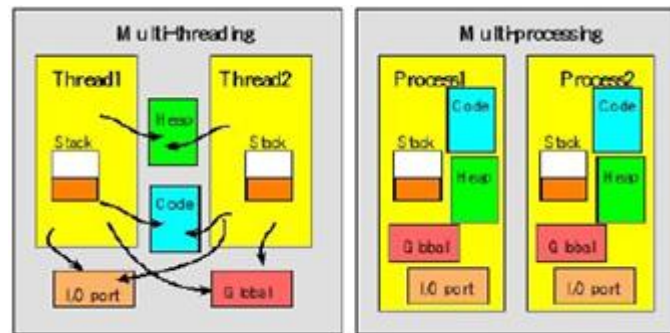 Multi-threading
Thread1
Thread2
Heap
Stack
Stack
Code
I.O port
Global
Multi-processing
Process1
Process2
Code
Code
Stack
Stack
Heap
Heap
Global
Global
I.O port
I.O port